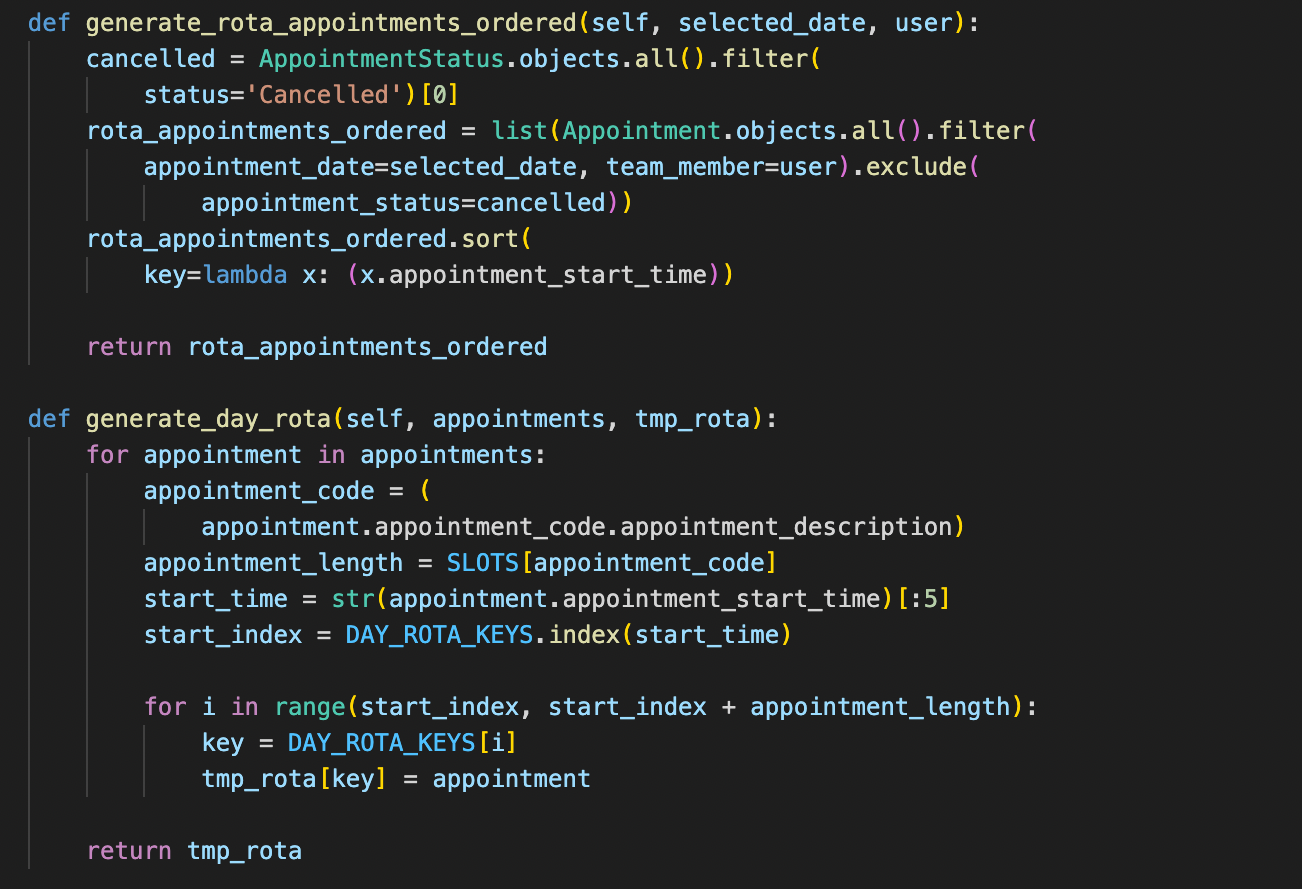 def generate_rota_appointments_ordered(self, selected_date, user):
    cancelled = AppointmentStatus.objects.all().filter(
        status='Cancelled')[0]
    rota_appointments_ordered = list(Appointment.objects.all().filter(
        appointment_date=selected_date, team_member=user).exclude(
            appointment_status=cancelled))
    rota_appointments_ordered.sort(
        key=lambda x: (x.appointment_start_time))

    return rota_appointments_ordered

def generate_day_rota(self, appointments, tmp_rota):
    for appointment in appointments:
        appointment_code = (
            appointment.appointment_code.appointment_description)
        appointment_length = SLOTS[appointment_code]
        start_time = str(appointment.appointment_start_time)[:5]
        start_index = DAY_ROTA_KEYS.index(start_time)

        for i in range(start_index, start_index + appointment_length):
            key = DAY_ROTA_KEYS[i]
            tmp_rota[key] = appointment

    return tmp_rota